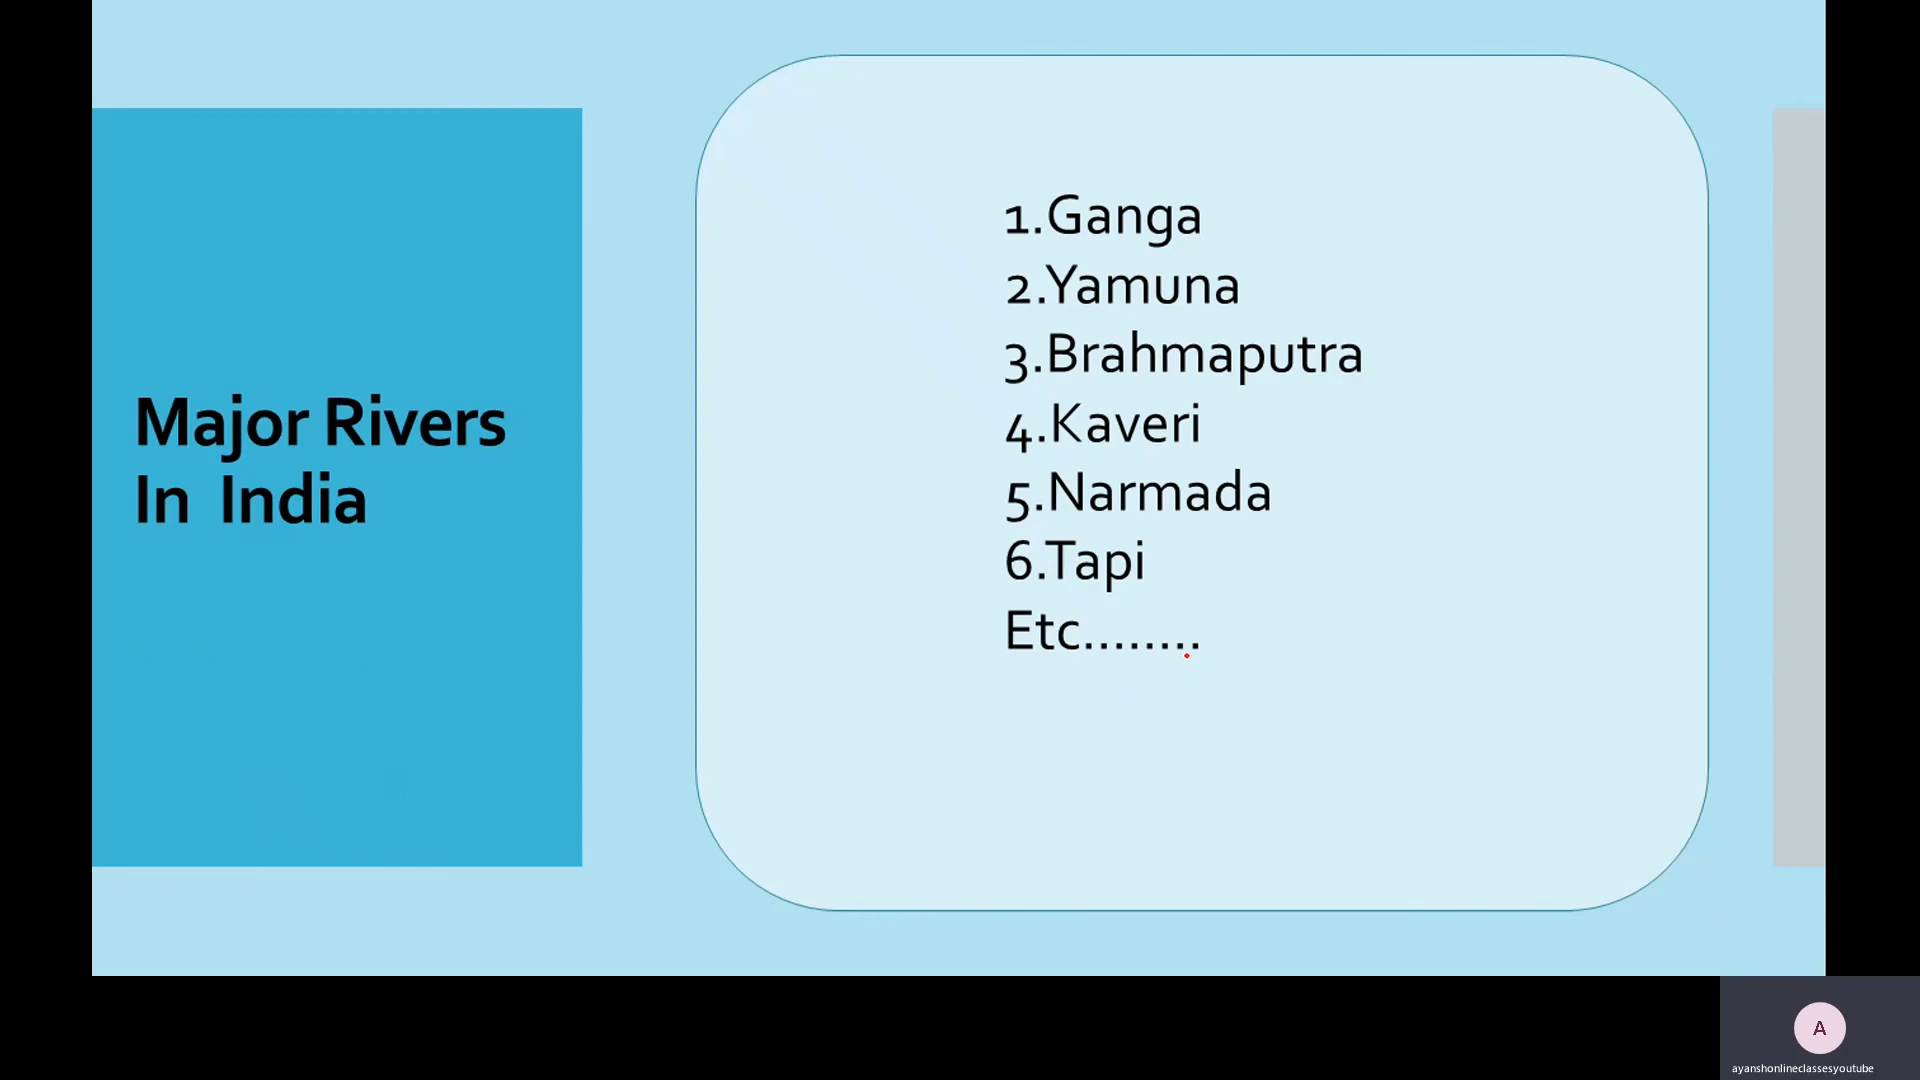 Major Rivers
In  India
1.Ganga
2.Yamuna
3.Brahmaputra
4.Kaveri
5.Narmada
6.Tapi
Etc........
A
ayanshonlineclassesyoutube